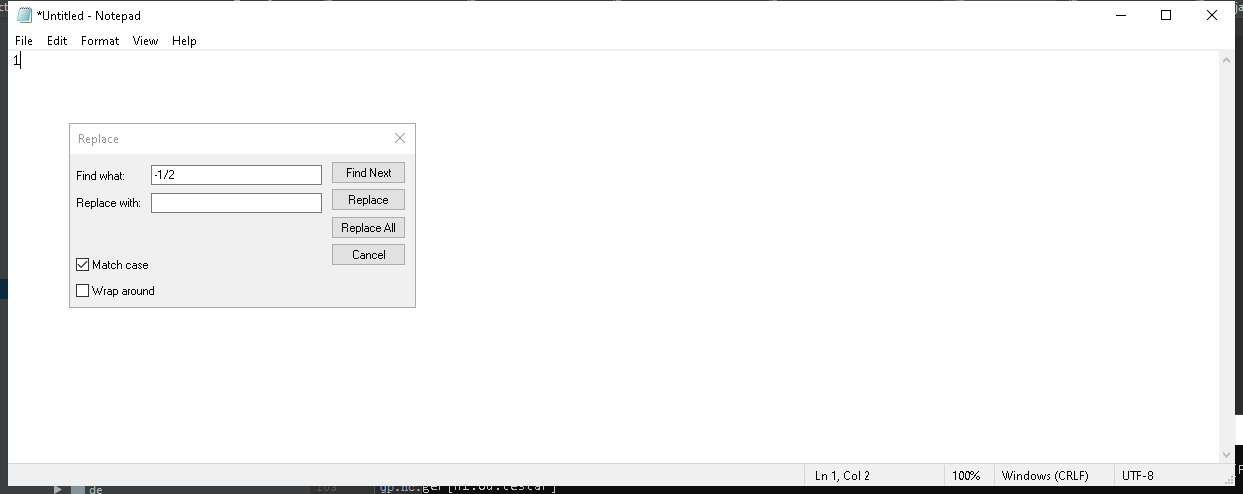 *Untitled - Notepad
File Edit Format View Help
1
Replace
Find what: -1/2 Find Next
Replace with: Replace
Replace All
Cancel
Match case
Wrap around
Ln 1, Col 2 100% Windows (CRLF) UTF-8
de